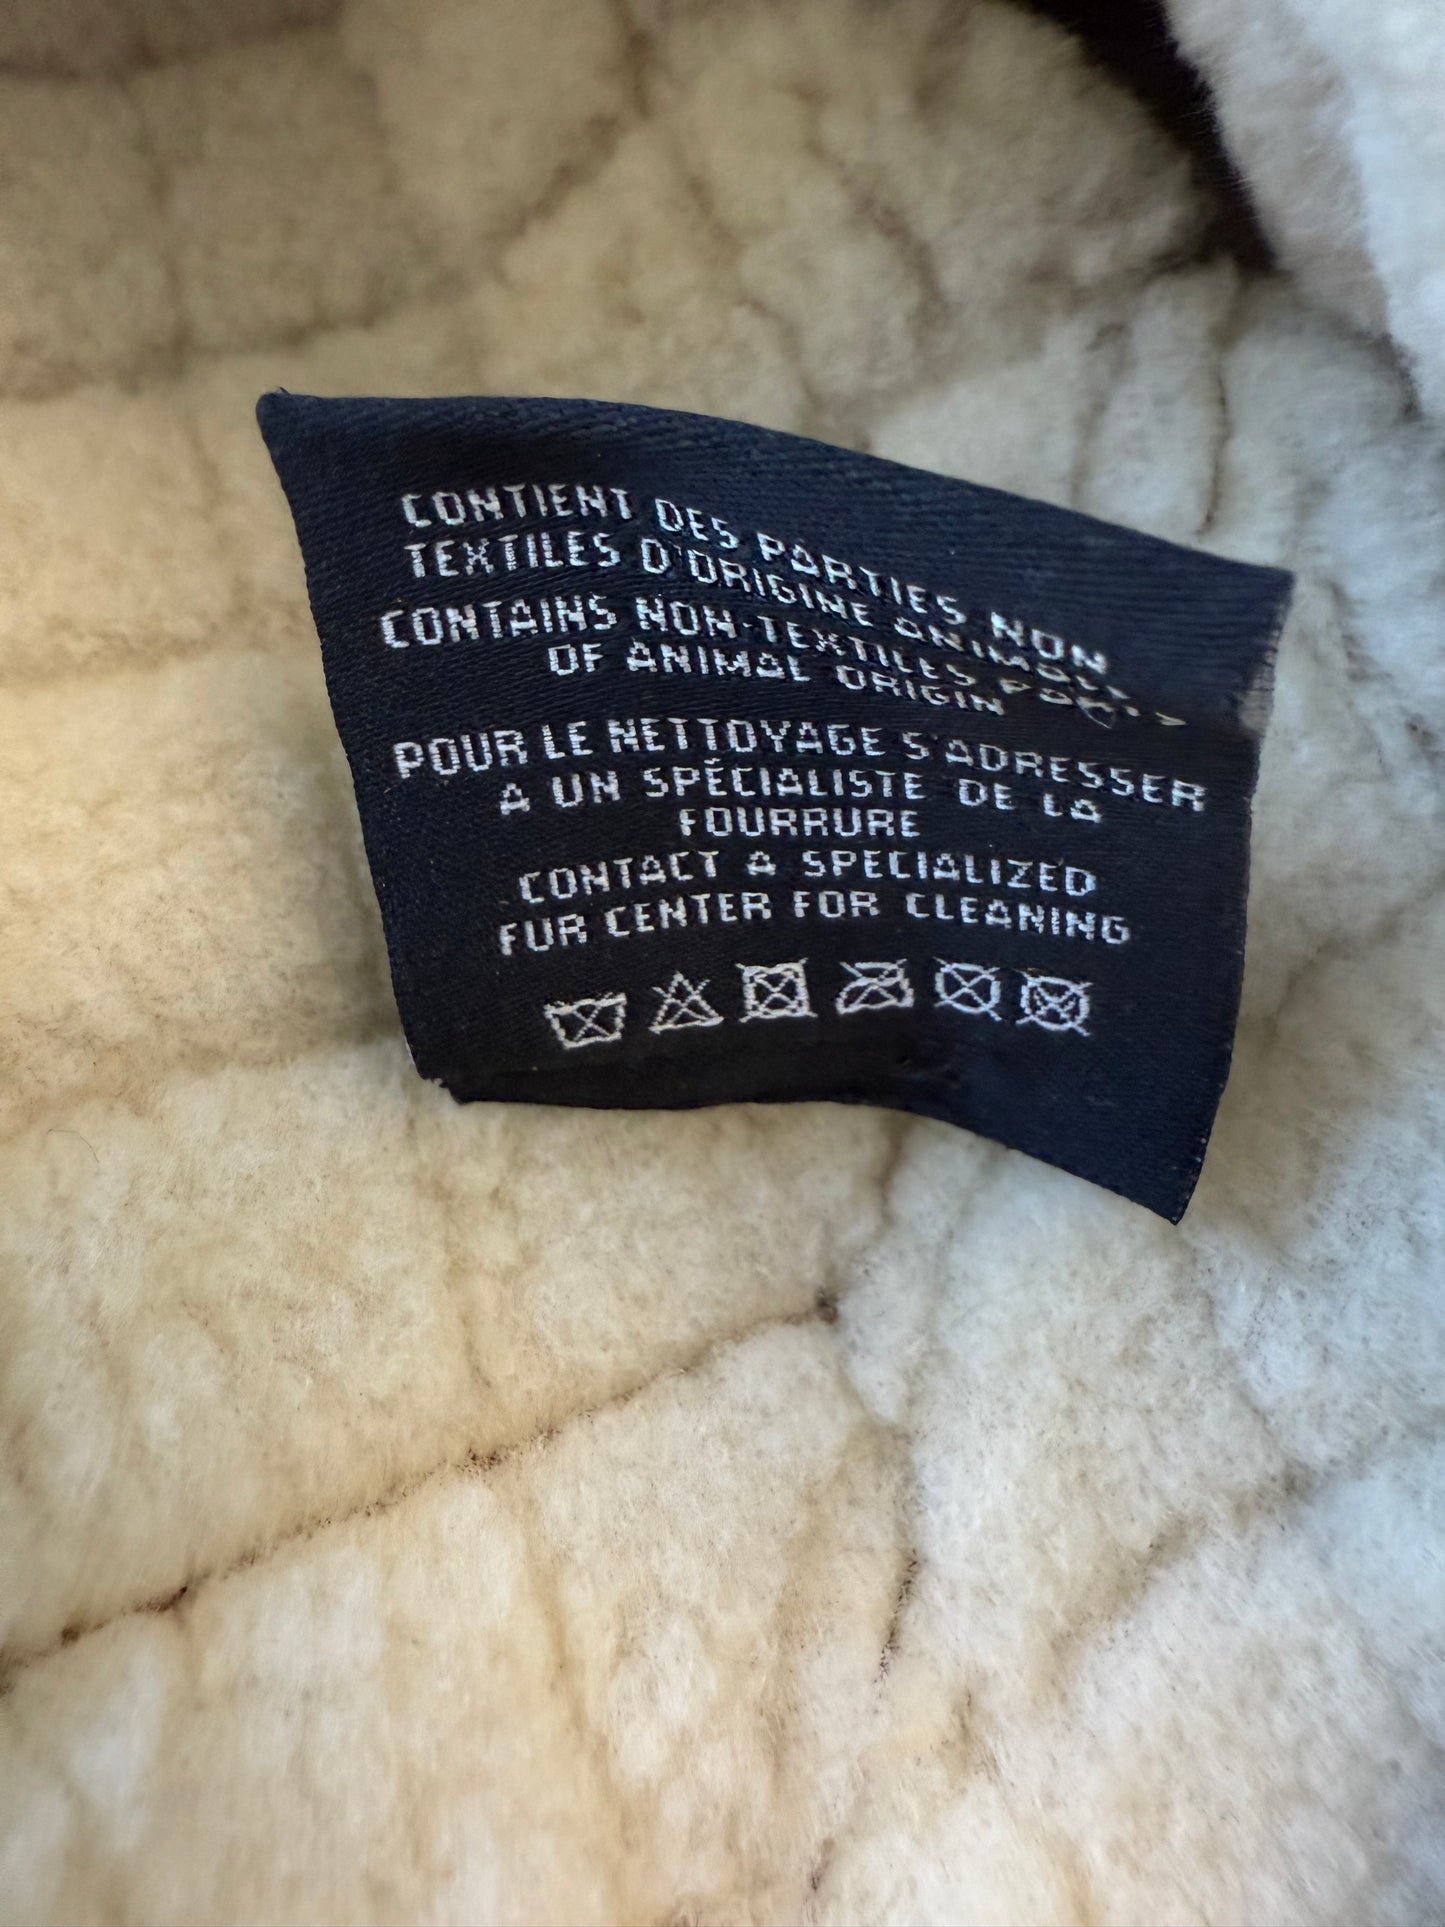 CONTIENT DES PARTIES NON
TEXTILES D'ORIGINE ANIMALE
CONTAINS NON-TEXTILES PARTS
OF ANIMAL ORIGIN
POUR LE NETTOYAGE S'ADRESSER
A UN SPÉCIALISTE DE LA
FOURRURE
CONTACT A SPECIALIZED
FUR CENTER FOR CLEANING